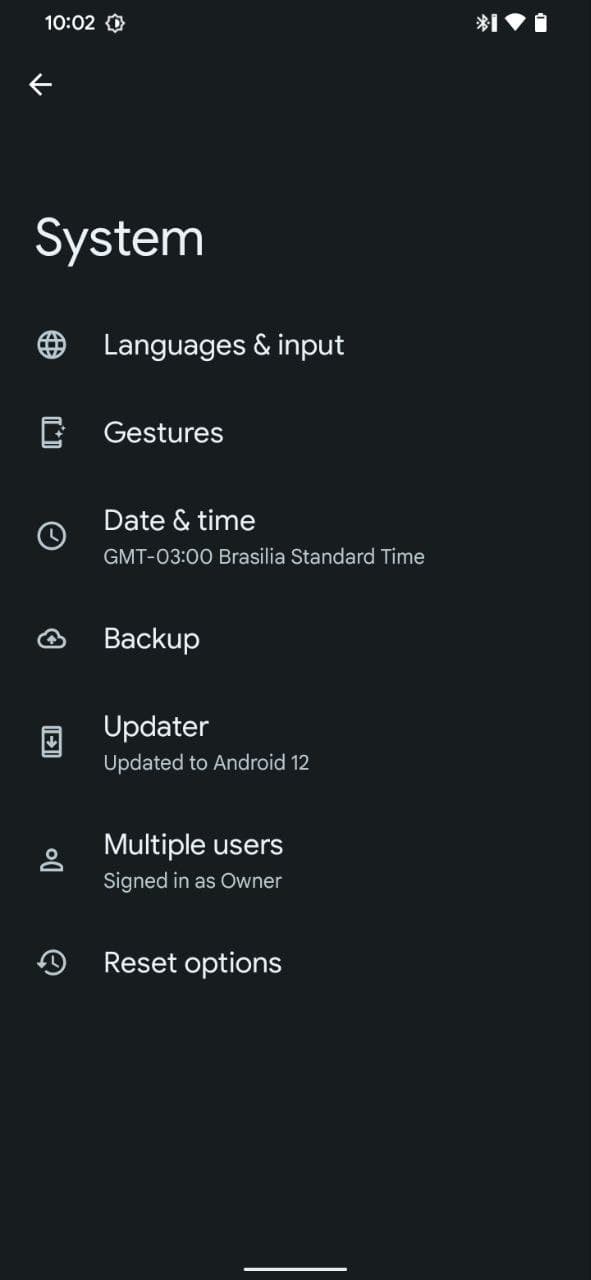 10:02
System
Languages & input
Gestures
Date & time
GMT-03:00 Brasilia Standard Time
Backup
Updater
Updated to Android 12
Multiple users
Signed in as Owner
Reset options